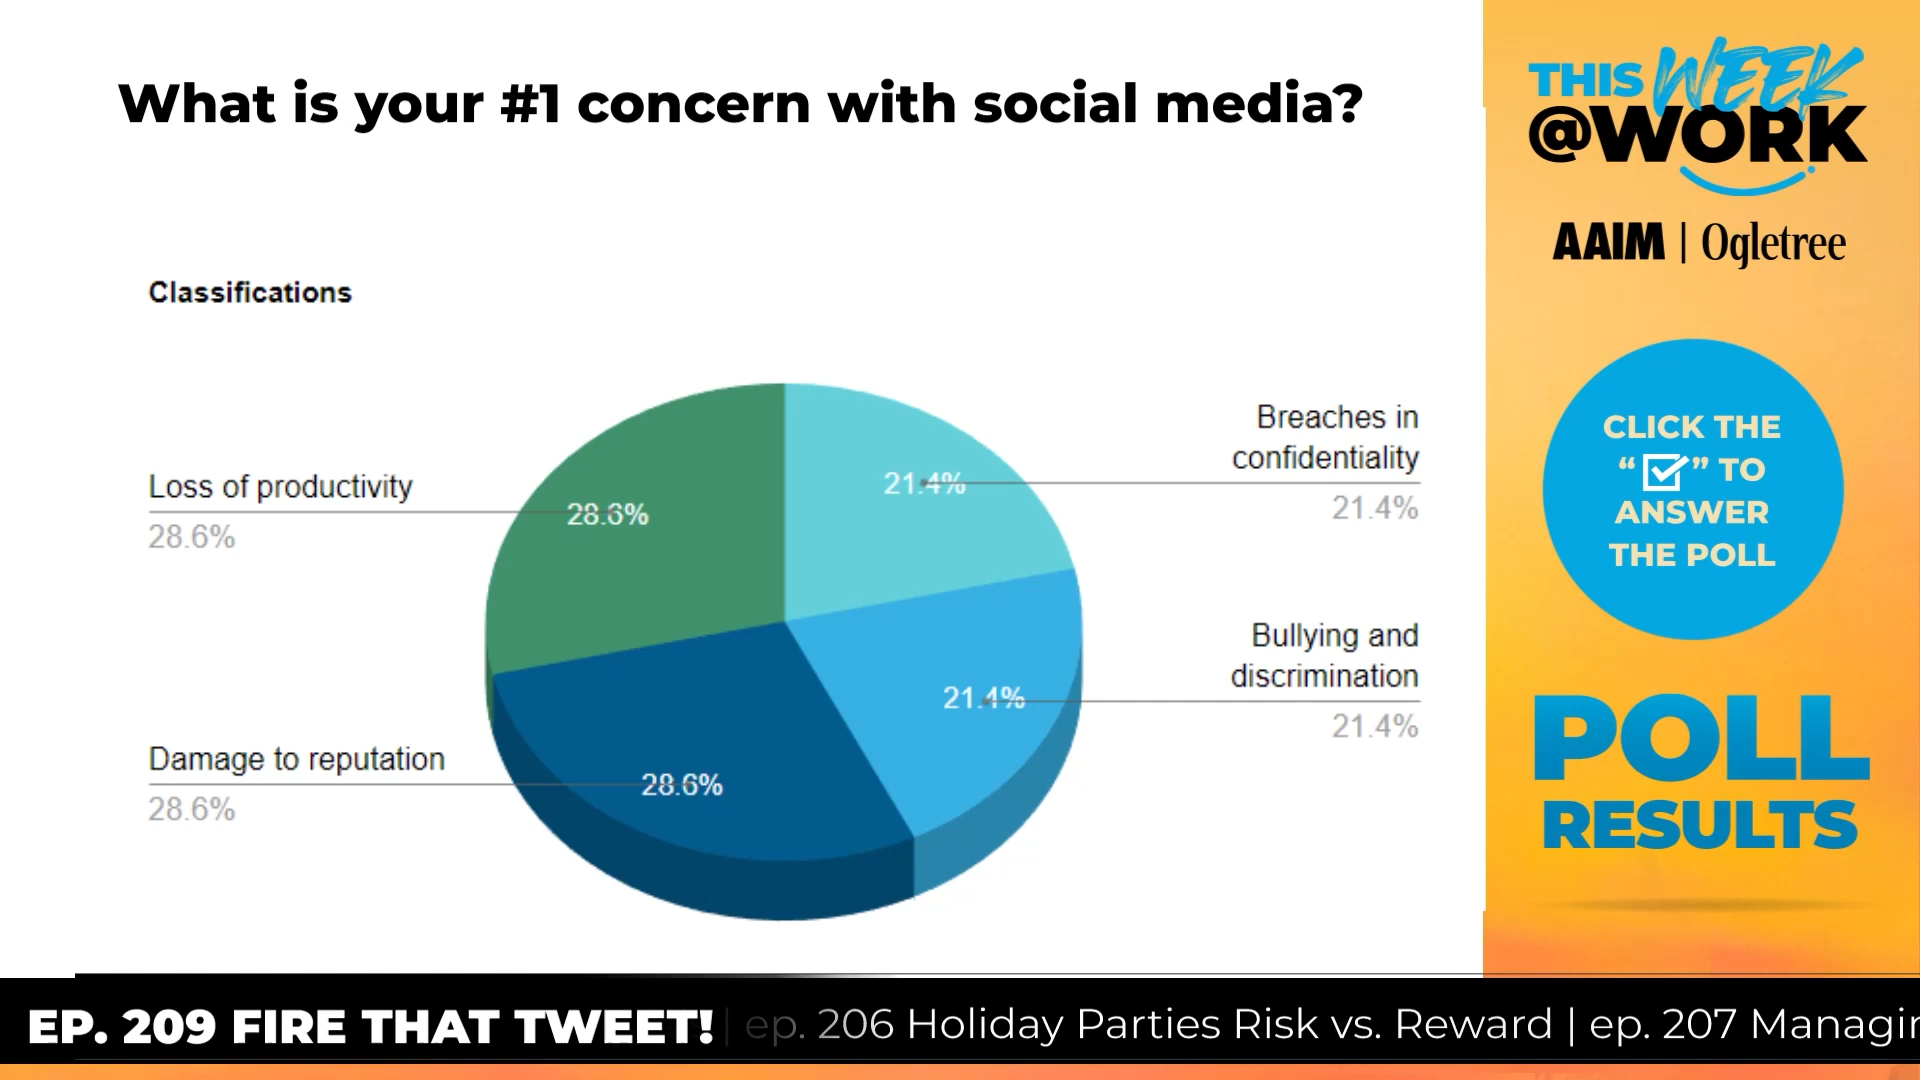 What is your #1 concern with social media?
Classifications
Loss of productivity
28.6%
28.6%
Damage to reputation
28.6%
28.6%
21.4%
Breaches in
confidentiality
21.4%
21.4%
Bullying and
discrimination
21.4%
THIS WEEK
@WORK
AAIM | Ogletree
CLICK THE
“☑” TO
ANSWER
THE POLL
POLL
RESULTS
EP. 209 FIRE THAT TWEET! | ep. 206 Holiday Parties Risk vs. Reward | ep. 207